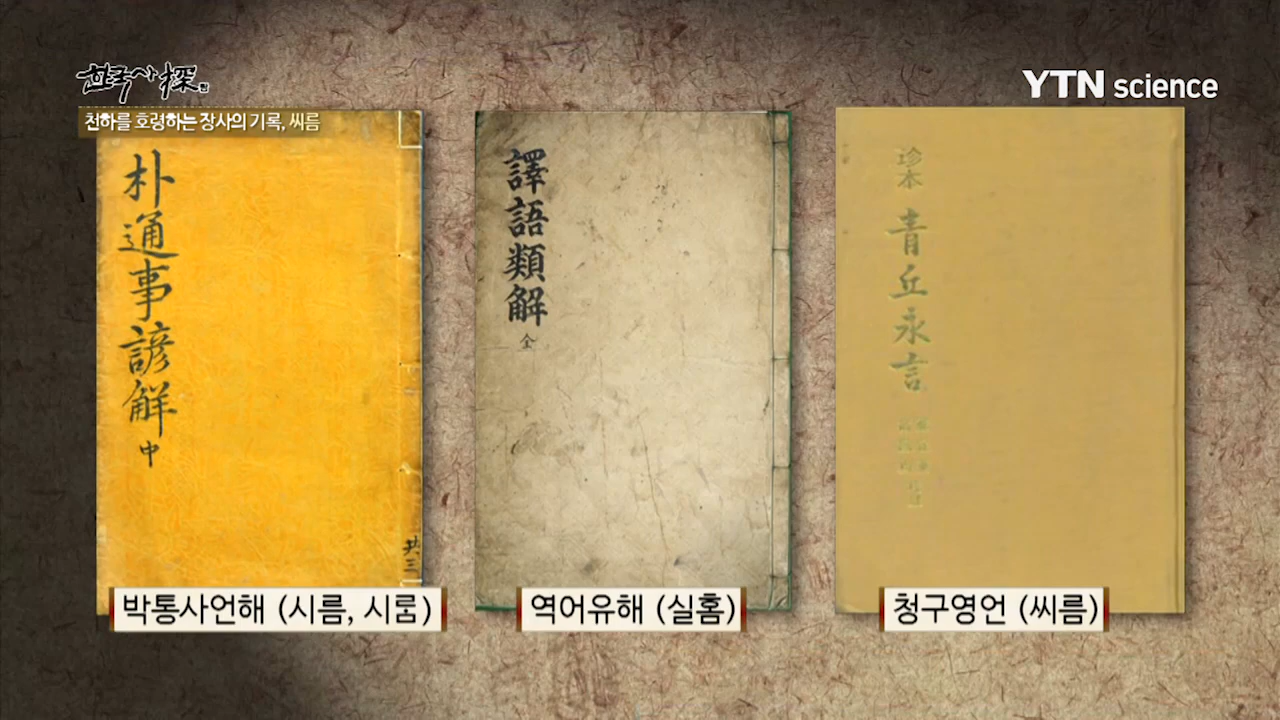 한국사探
YTN science
천하를 호령하는 장사의 기록, 씨름
朴通事諺解 中
共三
譯語類解 全
珍本
青丘永言
박통사언해 (시름, 시룸)
역어유해 (실홈)
청구영언 (씨름)